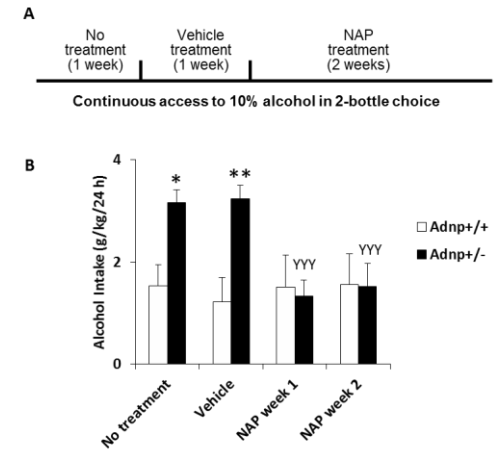 A
No
treatment
(1 week)
Vehicle
treatment
(1 week)
NAP
treatment
(2 weeks)
Continuous access to 10% alcohol in 2-bottle choice
B
Alcohol Intake (g/kg/24 h)
4
2
0
*
**
YYY
YYY
Adnp+/+
Adnp+/-
No treatment
Vehicle
NAP week 1
NAP week 2